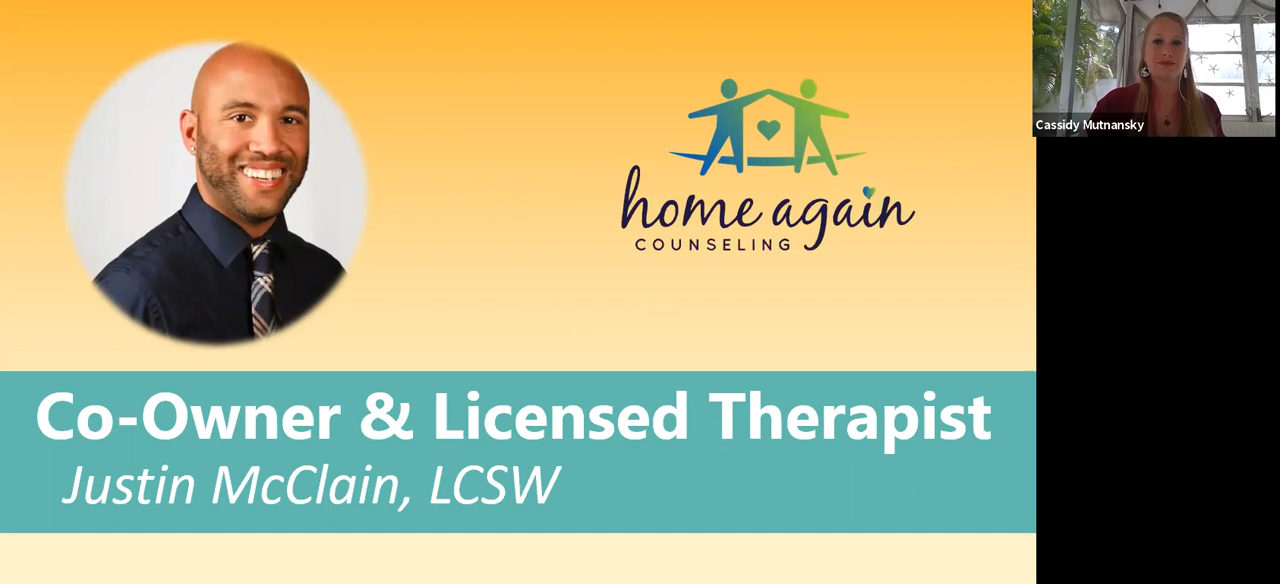 home again
COUNSELING
Co-Owner & Licensed Therapist
Justin McClain, LCSW
Cassidy Mutnansky